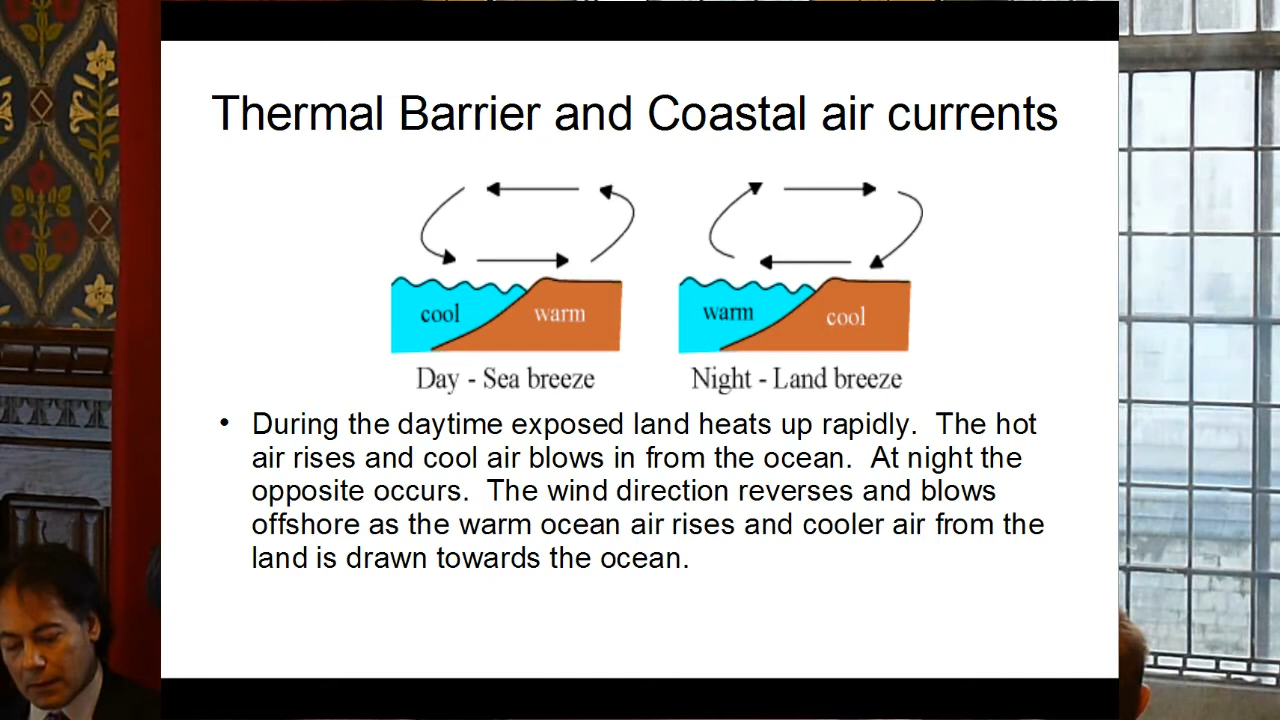 Thermal Barrier and Coastal air currents
cool
warm
warm
cool
Day - Sea breeze
Night - Land breeze
• During the daytime exposed land heats up rapidly.  The hot
air rises and cool air blows in from the ocean.  At night the
opposite occurs.  The wind direction reverses and blows
offshore as the warm ocean air rises and cooler air from the
land is drawn towards the ocean.